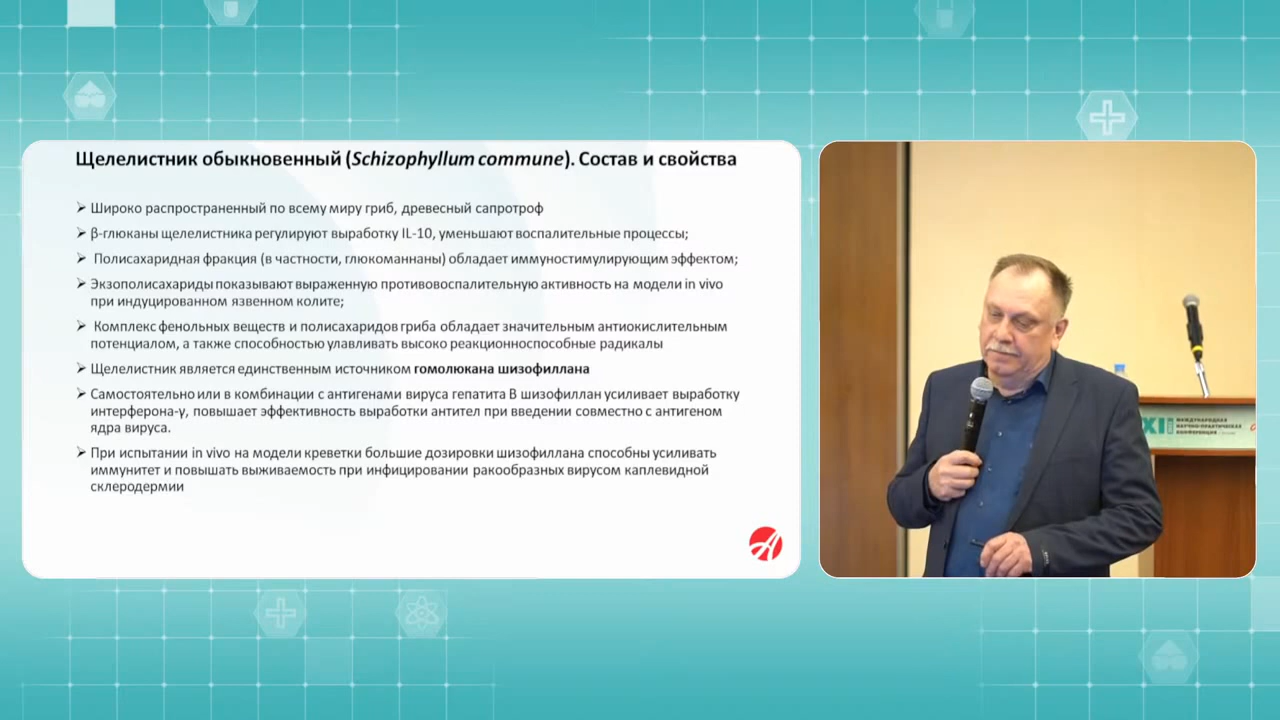 Щелелистник обыкновенный (Schizophyllum commune). Состав и свойства
Широко распространенный по всему миру гриб, древесный сапротроф
β-глюканы щелелистника регулируют выработку IL-10, уменьшают воспалительные процессы;
Полисахаридная фракция (в частности, глюкоманнаны) обладает иммуностимулирующим эффектом;
Экзополисахариды показывают выраженную противовоспалительную активность на модели in vivo
при индуцированном язвенном колите;
Комплекс фенольных веществ и полисахаридов гриба обладает значительным антиокислительным
потенциалом, а также способностью улавливать высоко реакционноспособные радикалы
Щелелистник является единственным источником гомолюкана шизофиллана
Самостоятельно или в комбинации с антигенами вируса гепатита В шизофиллан усиливает выработку
интерферона-γ, повышает эффективность выработки антител при введении совместно с антигеном
ядра вируса.
При испытании in vivo на модели креветки большие дозировки шизофиллана способны усиливать
иммунитет и повышать выживаемость при инфицировании ракообразных вирусом каплевидной
склеродермии
XI
МЕЖДУНАРОДНАЯ
НАУЧНО-ПРАКТИЧЕСКАЯ
КОНФЕРЕНЦИЯ